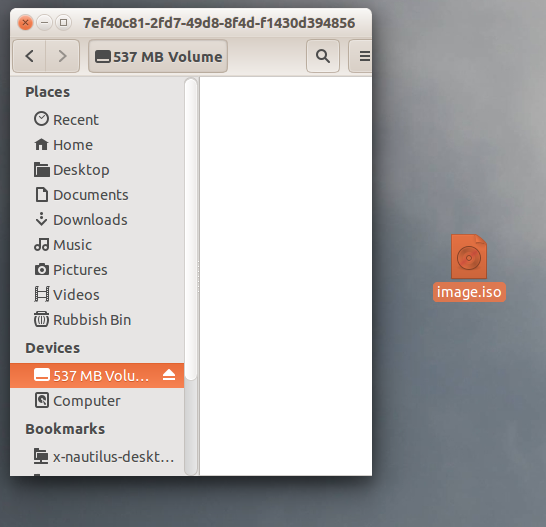 7ef40c81-2fd7-49d8-8f4d-f1430d394856
537 MB Volume
Places
Recent
Home
Desktop
Documents
Downloads
Music
Pictures
Videos
Rubbish Bin
Devices
537 MB Volu...
Computer
Bookmarks
x-nautilus-deskt...
image.iso